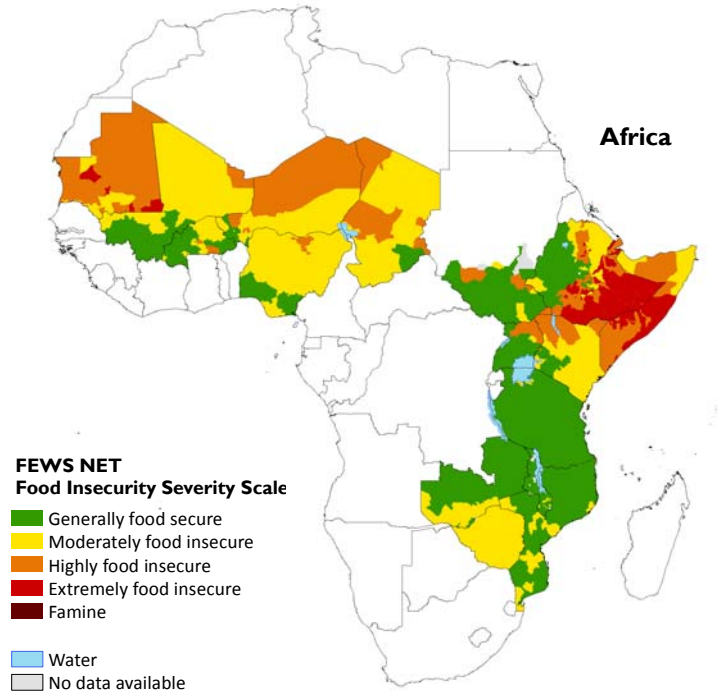 Africa
FEWS NET
Food Insecurity Severity Scale
Generally food secure
Moderately food insecure
Highly food insecure
Extremely food insecure
Famine
Water
No data available